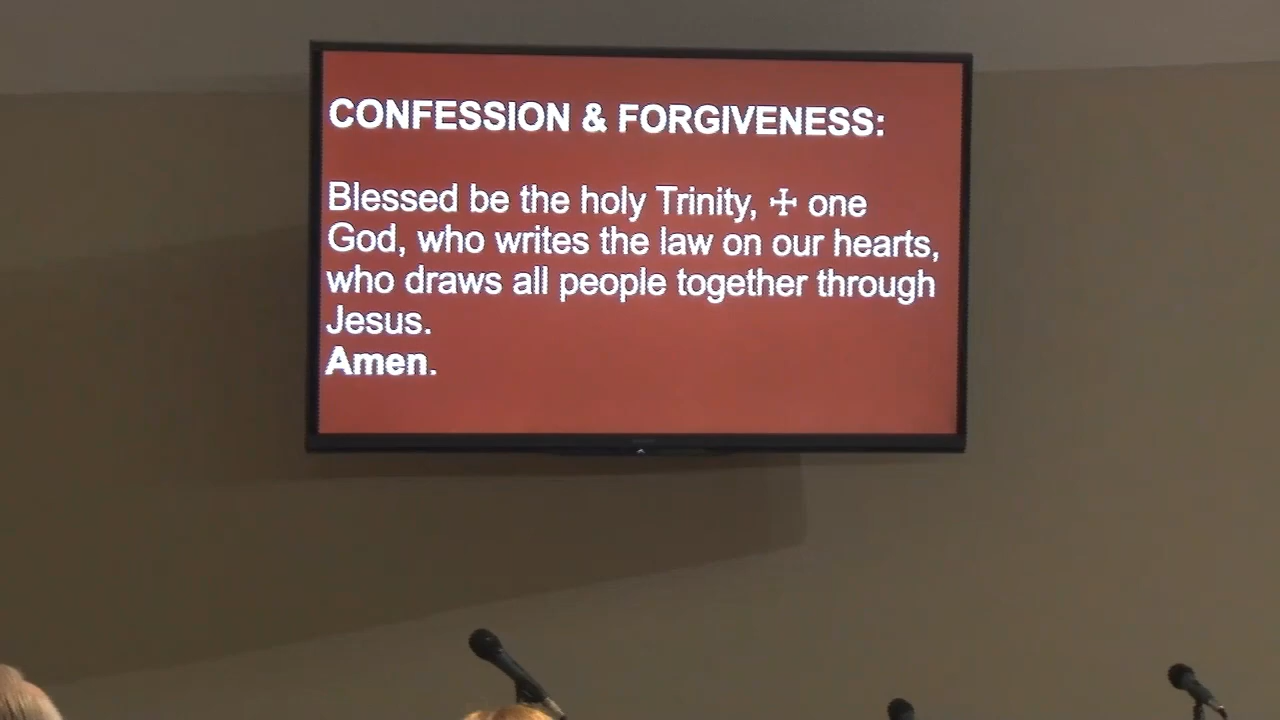 CONFESSION & FORGIVENESS:
Blessed be the holy Trinity, ☩ one
God, who writes the law on our hearts,
who draws all people together through
Jesus.
Amen.